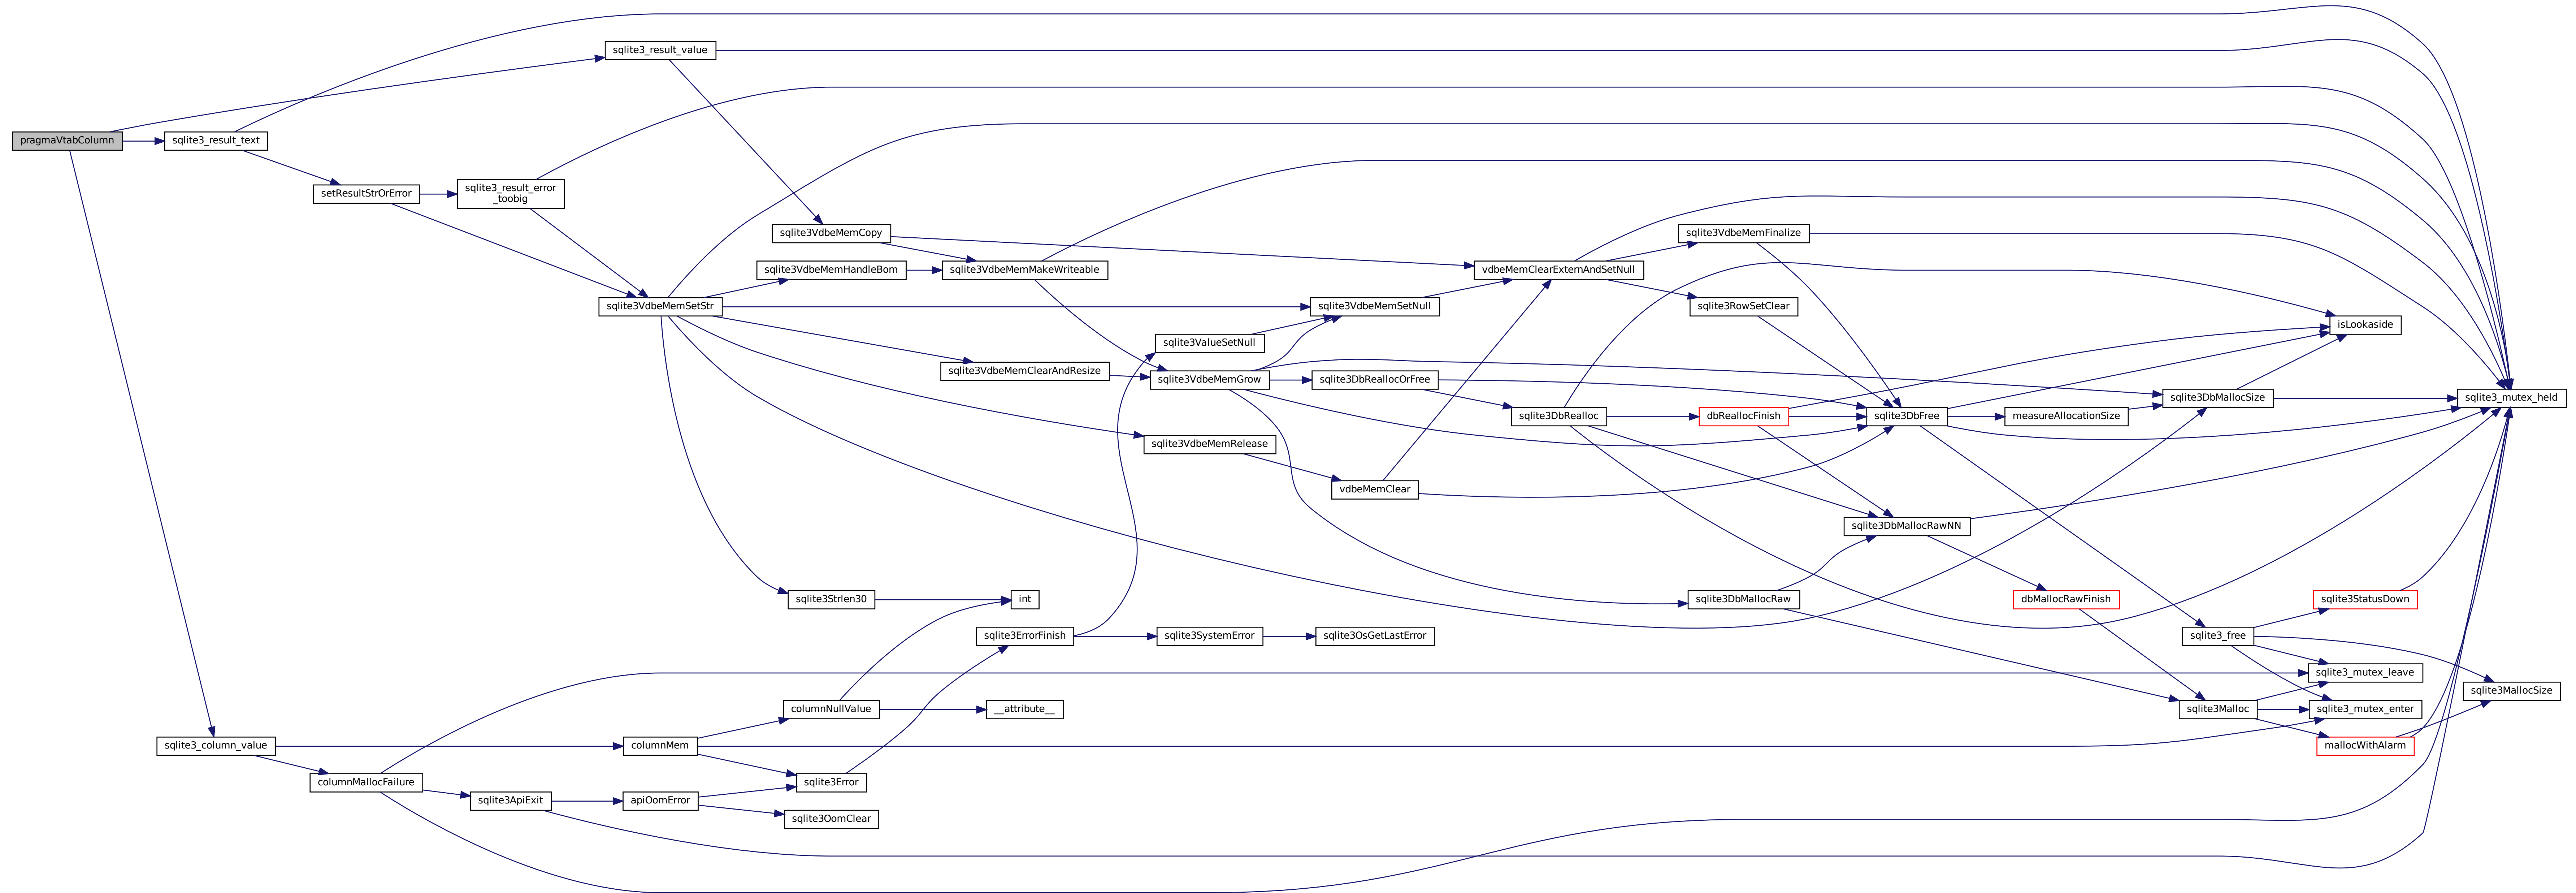 pragmaVtabColumn
sqlite3_result_value
sqlite3_result_text
setResultStrOrError
sqlite3_result_error
_toobig
sqlite3VdbeMemSetStr
sqlite3VdbeMemCopy
sqlite3VdbeMemHandleBom
sqlite3VdbeMemMakeWriteable
sqlite3VdbeMemClearAndResize
sqlite3ValueSetNull
sqlite3VdbeMemGrow
sqlite3VdbeMemRelease
sqlite3VdbeMemSetNull
sqlite3DbReallocOrFree
vdbeMemClear
vdbeMemClearExternAndSetNull
sqlite3DbRealloc
sqlite3VdbeMemFinalize
sqlite3RowSetClear
dbReallocFinish
sqlite3DbFree
sqlite3DbMallocRawNN
sqlite3DbMallocRaw
measureAllocationSize
dbMallocRawFinish
sqlite3DbMallocSize
isLookaside
sqlite3_mutex_held
sqlite3StatusDown
sqlite3_free
sqlite3_mutex_leave
sqlite3MallocSize
sqlite3Malloc
sqlite3_mutex_enter
mallocWithAlarm
sqlite3Strlen30
int
sqlite3ErrorFinish
sqlite3SystemError
sqlite3OsGetLastError
columnNullValue
__attribute__
sqlite3_column_value
columnMem
columnMallocFailure
sqlite3Error
sqlite3ApiExit
apiOomError
sqlite3OomClear